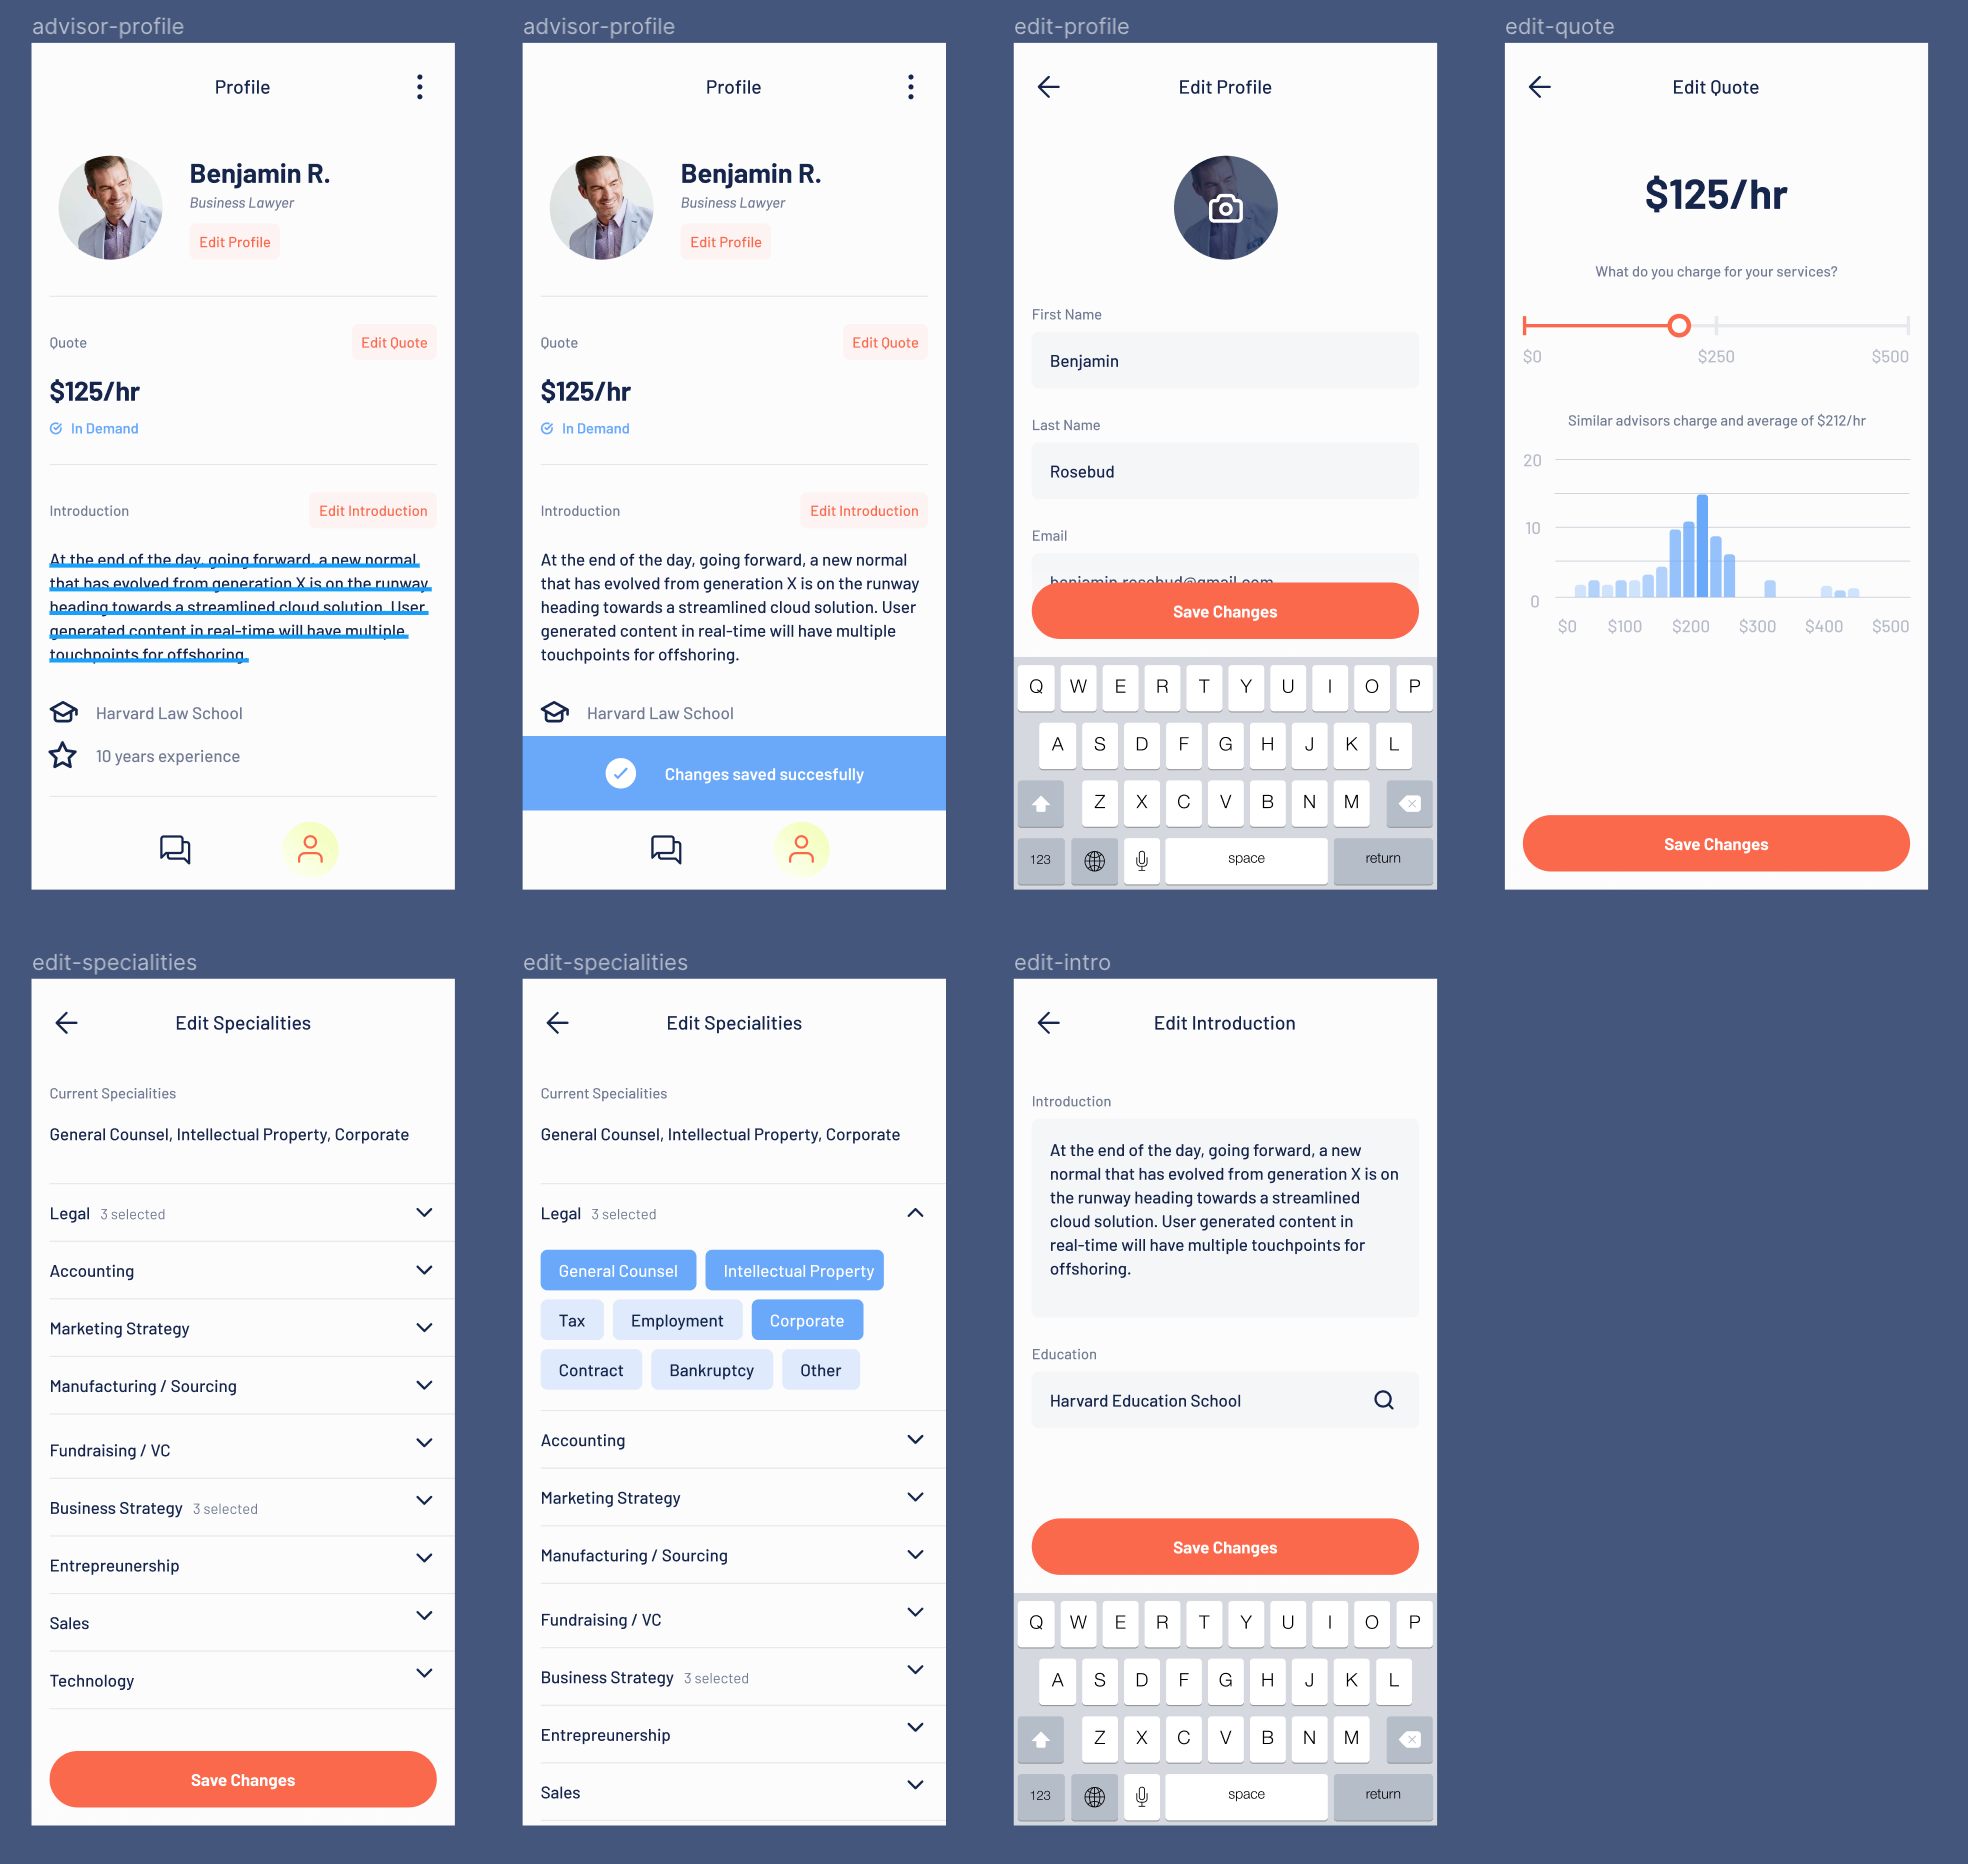 advisor-profile
Profile
Benjamin R.
Business Lawyer
Edit Profile
Quote
Edit Quote
$125/hr
In Demand
Introduction
Edit Introduction
At the end of the day, going forward, a new normal
that has evolved from generation X is on the runway
heading towards a streamlined cloud solution. User
generated content in real-time will have multiple
touchpoints for offshoring.
Harvard Law School
10 years experience
advisor-profile
Profile
Benjamin R.
Business Lawyer
Edit Profile
Quote
Edit Quote
$125/hr
In Demand
Introduction
Edit Introduction
At the end of the day, going forward, a new normal
that has evolved from generation X is on the runway
heading towards a streamlined cloud solution. User
generated content in real-time will have multiple
touchpoints for offshoring.
Harvard Law School
Changes saved succesfully
edit-profile
Edit Profile
First Name
Benjamin
Last Name
Rosebud
Email
benjamin.rosebud@gmail.com
Save Changes
Q W E R T Y U I O P
A S D F G H J K L
Z X C V B N M
123 space return
edit-quote
Edit Quote
$125/hr
What do you charge for your services?
$0 $250 $500
Similar advisors charge and average of $212/hr
20
10
0
$0 $100 $200 $300 $400 $500
Save Changes
edit-specialities
Edit Specialities
Current Specialities
General Counsel, Intellectual Property, Corporate
Legal 3 selected
Accounting
Marketing Strategy
Manufacturing / Sourcing
Fundraising / VC
Business Strategy 3 selected
Entrepreunership
Sales
Technology
Save Changes
edit-specialities
Edit Specialities
Current Specialities
General Counsel, Intellectual Property, Corporate
Legal 3 selected
General Counsel Intellectual Property
Tax Employment Corporate
Contract Bankruptcy Other
Accounting
Marketing Strategy
Manufacturing / Sourcing
Fundraising / VC
Business Strategy 3 selected
Entrepreunership
Sales
edit-intro
Edit Introduction
Introduction
At the end of the day, going forward, a new
normal that has evolved from generation X is on
the runway heading towards a streamlined
cloud solution. User generated content in
real-time will have multiple touchpoints for
offshoring.
Education
Harvard Education School
Save Changes
Q W E R T Y U I O P
A S D F G H J K L
Z X C V B N M
123 space return